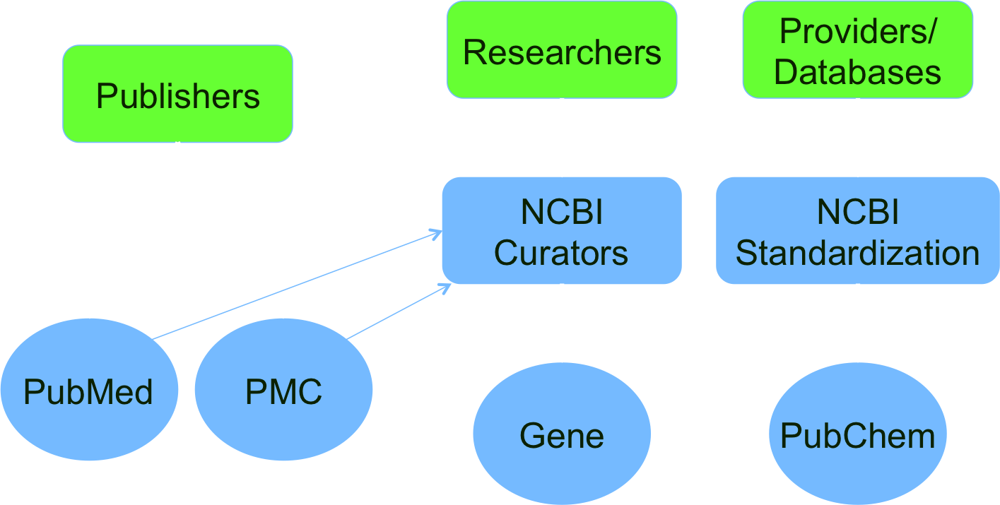 Publishers
Researchers
Providers/
Databases
NCBI
Curators
NCBI
Standardization
PubMed
PMC
Gene
PubChem